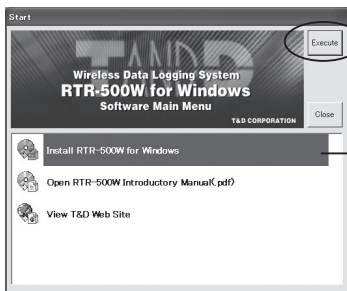 Start
TAND
Execute
Wireless Data Logging System
RTR-500W for Windows
Software Main Menu
T&D CORPORATION
Close
Install RTR-500W for Windows
Open RTR-500W Introductory Manual(.pdf)
View T&D Web Site